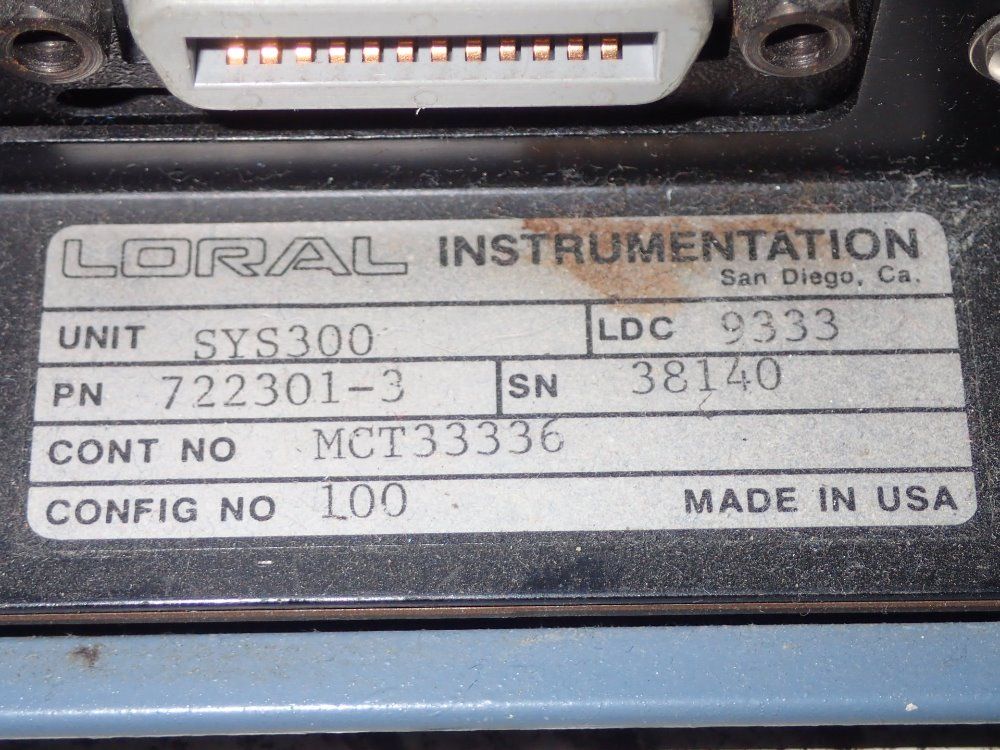 LORAL INSTRUMENTATION
San Diego, Ca.
UNIT SYS300 LDC 9333
PN 722301-3 SN 38140
CONT NO MCT33336
CONFIG NO 100 MADE IN USA